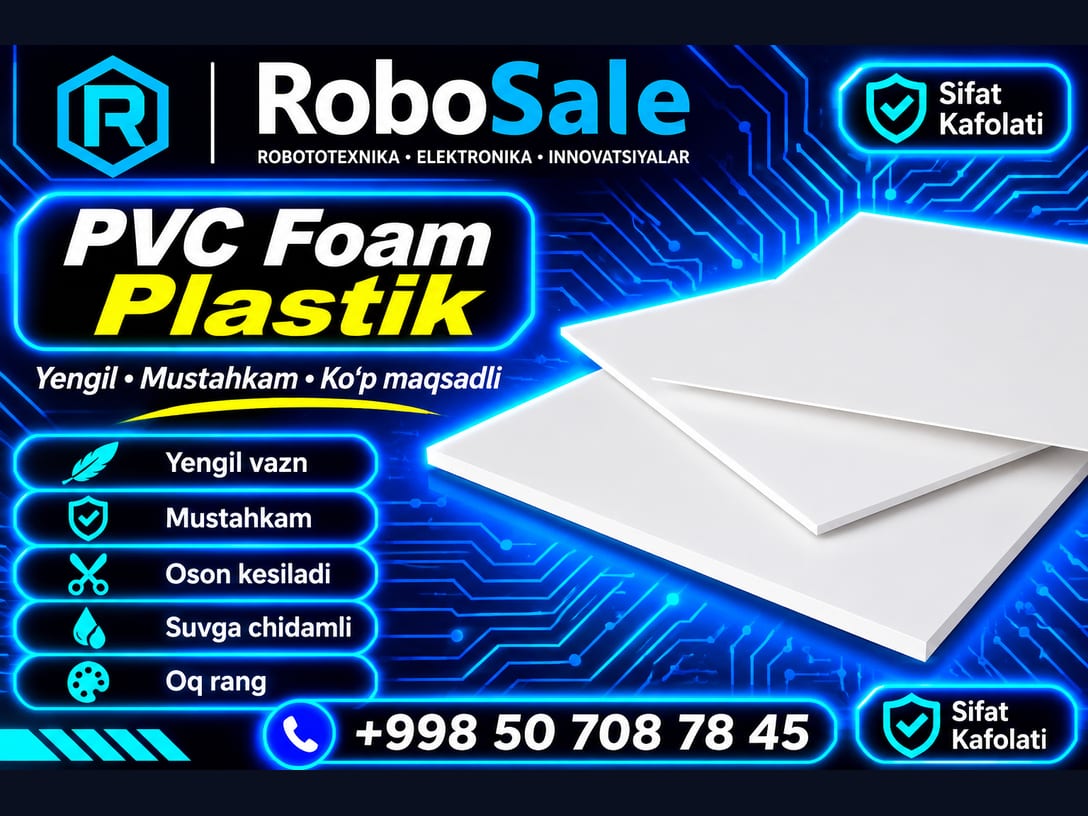 R
RoboSale
ROBOTOTEXNIKA • ELEKTRONIKA • INNOVATSIYALAR
Sifat
Kafolati
PVC Foam
Plastik
Yengil • Mustahkam • Ko‘p maqsadli
Yengil vazn
Mustahkam
Oson kesiladi
Suvga chidamli
Oq rang
+998 50 708 78 45
Sifat
Kafolati